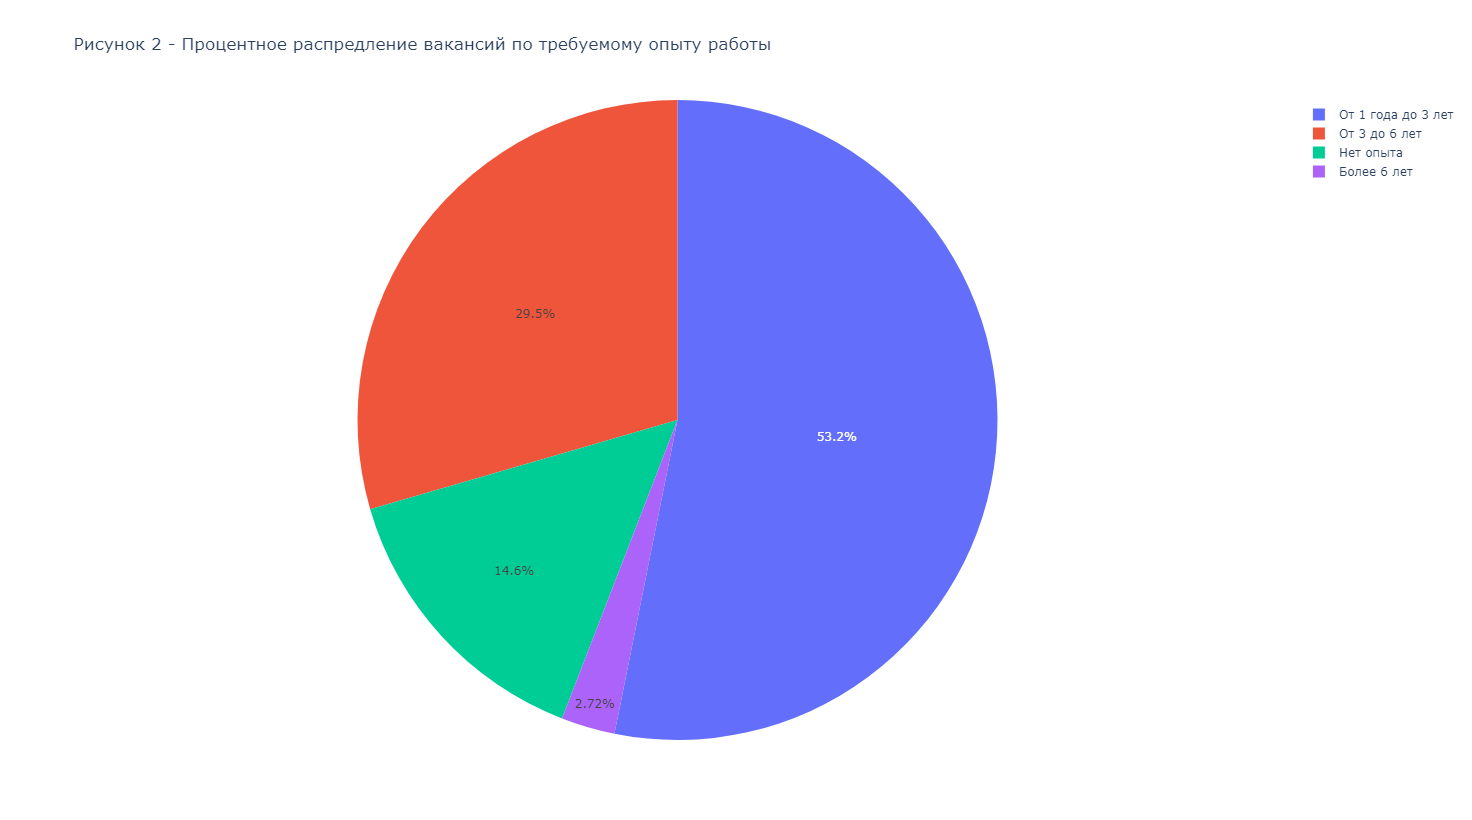 Рисунок 2 - Процентное распредление вакансий по требуемому опыту работы
От 1 года до 3 лет
От 3 до 6 лет
Нет опыта
Более 6 лет
29.5%
53.2%
14.6%
2.72%